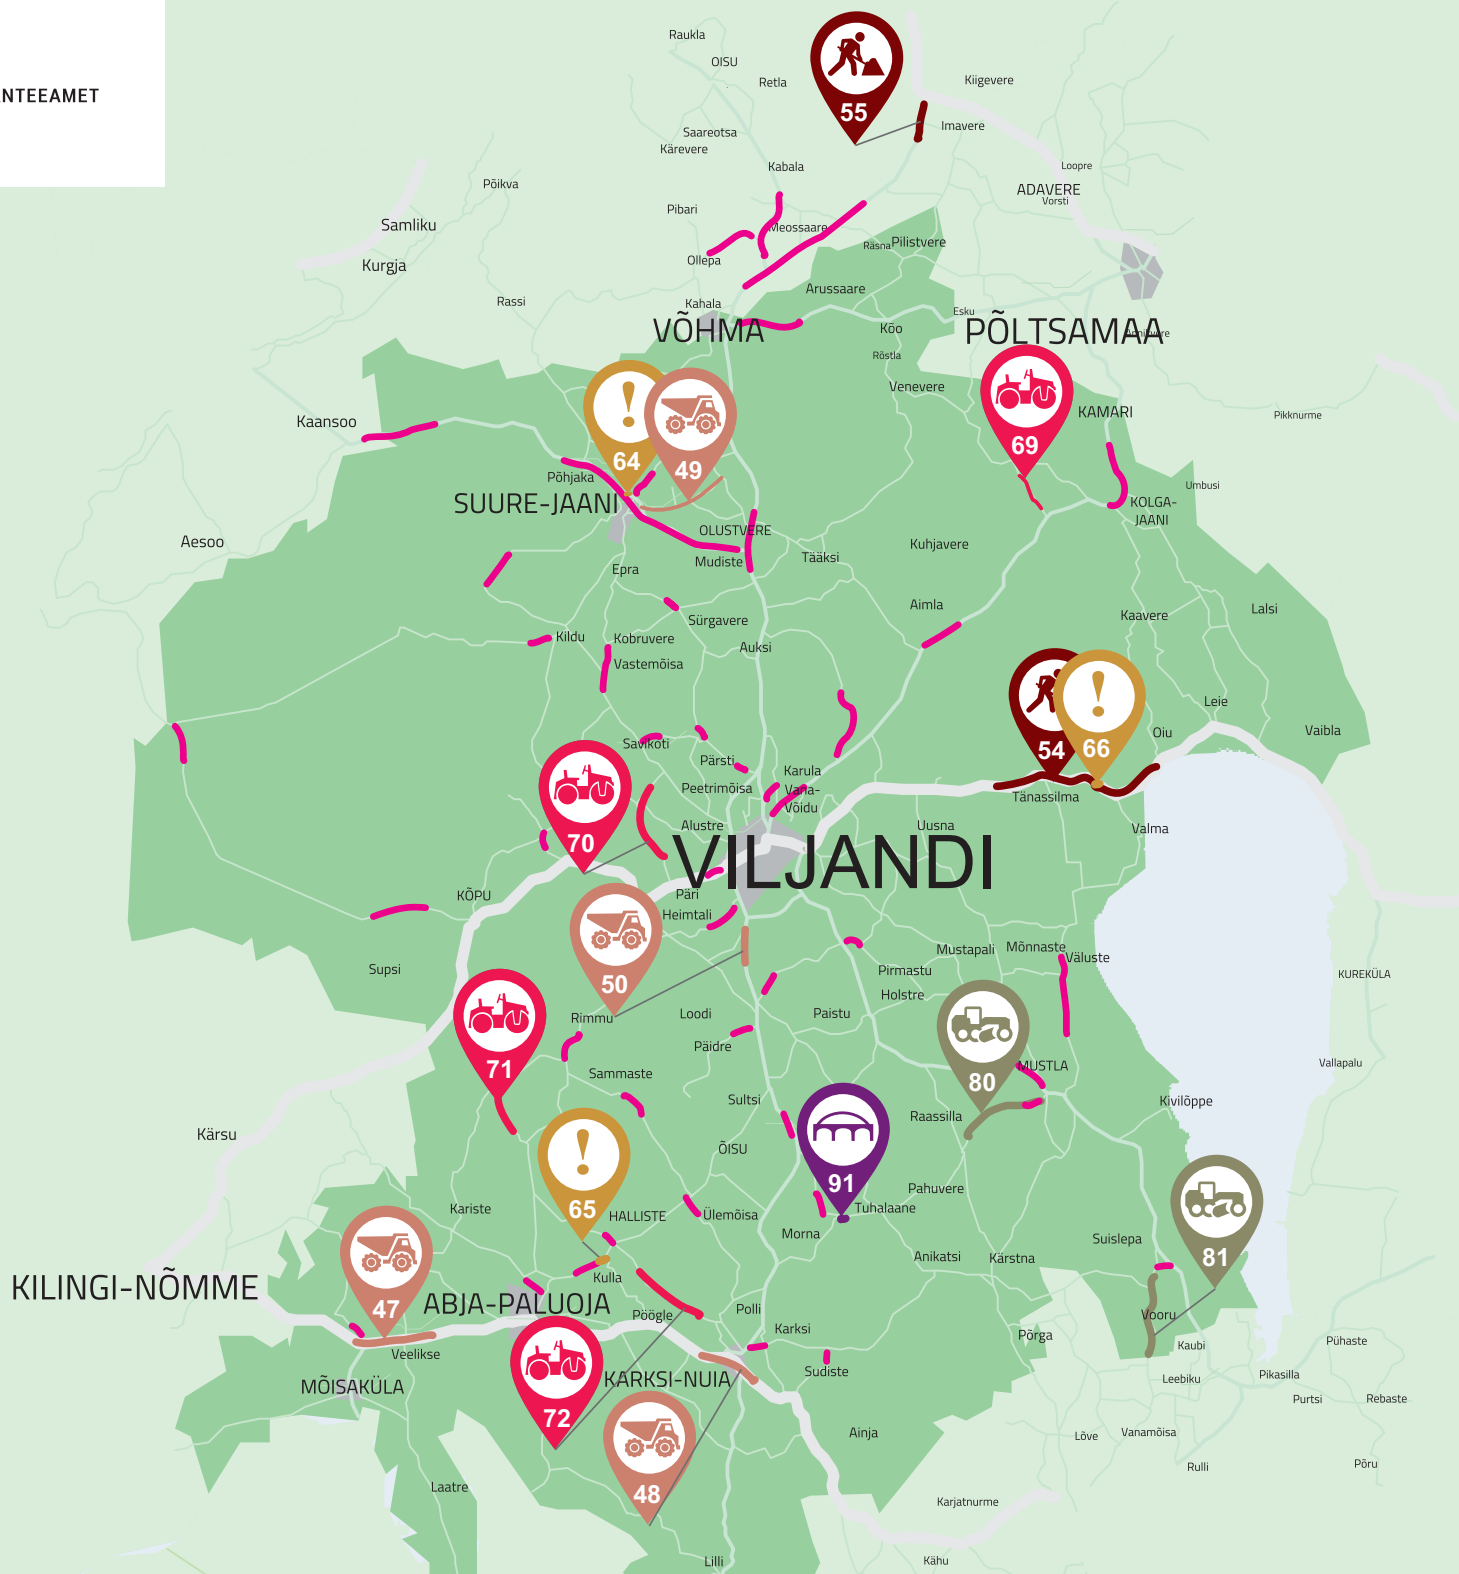 NTEEAMET
Raukla
OISU
Retla
Kiigevere
55
Imavere
Saareotsa
Kärevere
Kabala
Loopre
Põikva
ADAVERE
Vorsti
Pibari
Samliku
Meossaare
Rasna
Pilistvere
Ollepa
Kurgja
Arussaare
Rassi
Kahala
Esku
VÕHMA
Kõo
PÕLTSAMAA
Annikvere
Röstla
Venevere
KAMARI
Pikknurme
Kaansoo
69
64
49
Põhjaka
Umbusi
SUURE-JAANI
KOLGA-
JAANI
OLUSTVERE
Aesoo
Kuhjavere
Tääksi
Mudiste
Epra
Aimla
Lalsi
Kaavere
Sürgavere
Kildu
Kobruvere
Auksi
Vastemõisa
Leie
Vaibla
Oiu
Savikoti
54
66
Pärsti
Karula
Peetrimõisa
Vana-
Võidu
Tänassilma
Alustre
Uusna
Valma
70
VILJANDI
KÕPU
Päri
Heimtali
Mustapali
Mõnnaste
Väluste
Supsi
Pirmastu
KUREKÜLA
50
Holstre
Rimmu
Loodi
Paistu
Päidre
Vallapalu
71
MUSTLA
Sammaste
80
Sultsi
Kivilõppe
Raassilla
Kärsu
ÕISU
91
Pahuvere
Kariste
65
HALLISTE
Ülemõisa
Tuhalaane
Morna
Suislepa
Anikatsi
Kärstna
81
Kulla
KILINGI-NÕMME
47
ABJA-PALUOJA
Pöögle
Polli
Vooru
Karksi
Põrga
Pühaste
Kaubi
Veelikse
Sudiste
Pikasilla
Leebiku
KARKSI-NUIA
MÕISAKÜLA
Purtsi
Rebaste
72
Ainja
Lõve
Vanamõisa
Põru
Rulli
Laatre
48
Karjatnurme
Lilli
Kähu